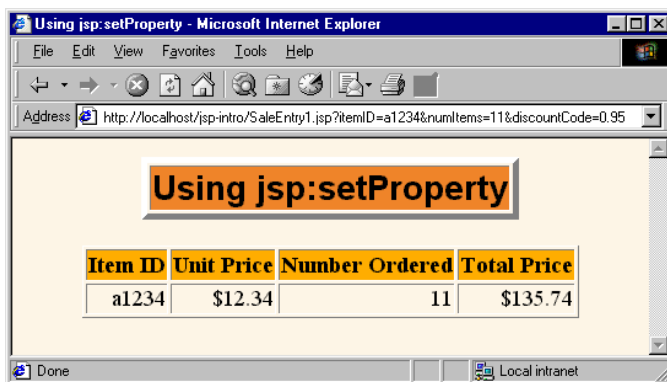 Using jsp:setProperty - Microsoft Internet Explorer
File Edit View Favorites Tools Help
Address http://localhost/jsp-intro/SaleEntry1.jsp?itemID=a1234&numItems=11&discountCode=0.95
Using jsp:setProperty
Item ID Unit Price Number Ordered Total Price
a1234 $12.34 11 $135.74
Done Local intranet